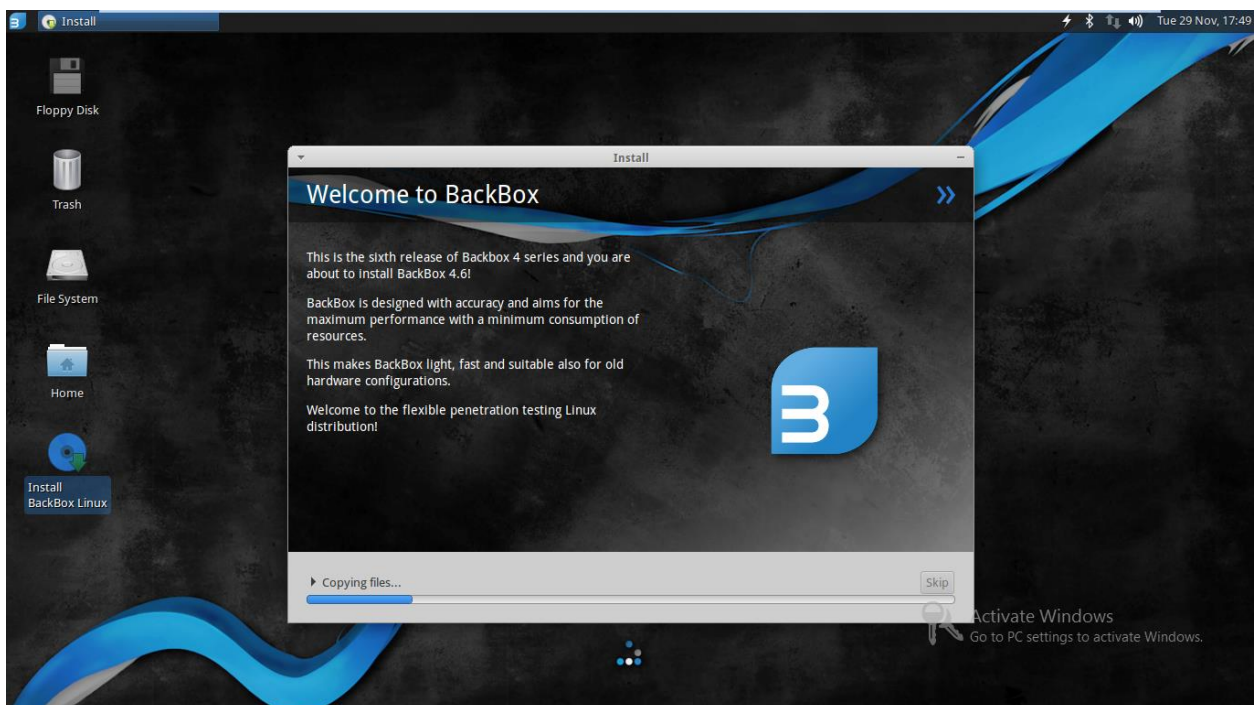 Install
Tue 29 Nov, 17:49
Floppy Disk
Trash
File System
Home
Install
BackBox Linux
Install
Welcome to BackBox
This is the sixth release of Backbox 4 series and you are
about to install BackBox 4.6!
BackBox is designed with accuracy and aims for the
maximum performance with a minimum consumption of
resources.
This makes BackBox light, fast and suitable also for old
hardware configurations.
Welcome to the flexible penetration testing Linux
distribution!
Copying files...
Skip
Activate Windows
Go to PC settings to activate Windows.